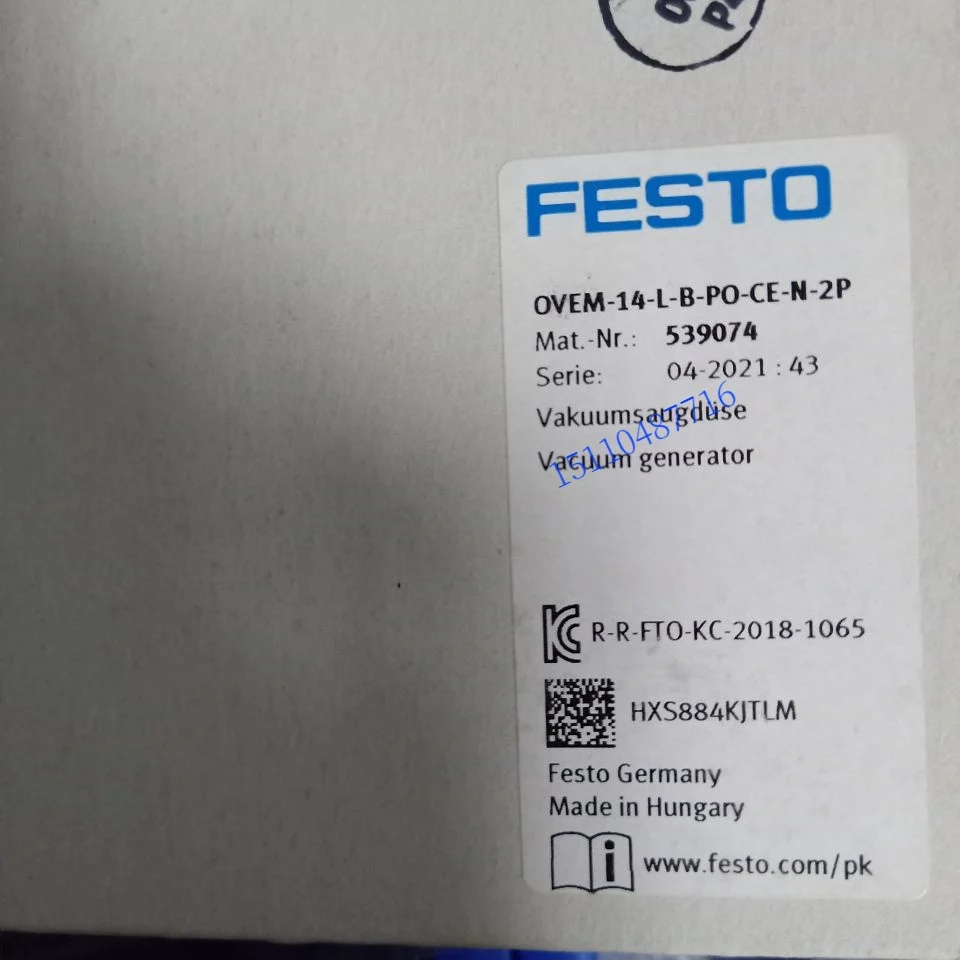 FESTO
OVEM-14-L-B-PO-CE-N-2P
Mat.-Nr.: 539074
Serie: 04-2021 : 43
Vakuumsaugdüse
15110487716
Vacuum generator
R-R-FTO-KC-2018-1065
HXS884KJTLM
Festo Germany
Made in Hungary
www.festo.com/pk